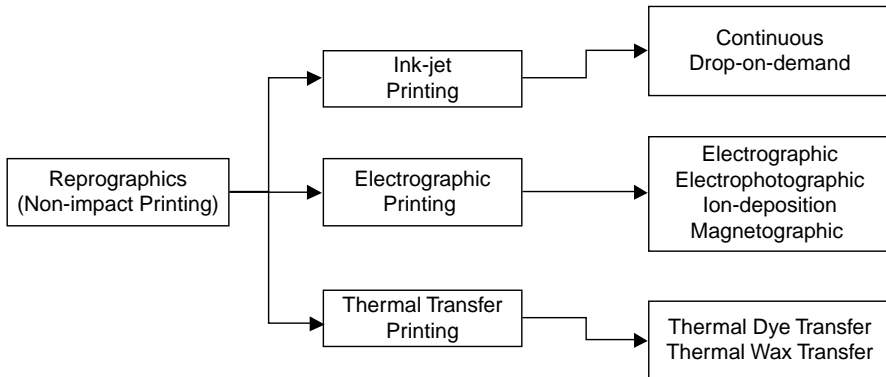 Reprographics
(Non-impact Printing)
Ink-jet
Printing
Continuous
Drop-on-demand
Electrographic
Printing
Electrographic
Electrophotographic
Ion-deposition
Magnetographic
Thermal Transfer
Printing
Thermal Dye Transfer
Thermal Wax Transfer